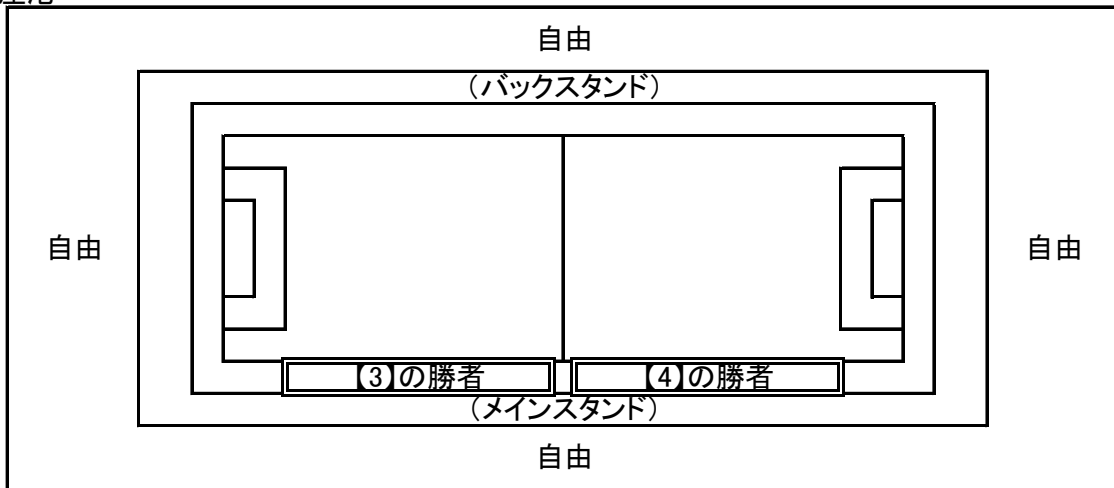 自由
（バックスタンド）
自由
自由
【3】の勝者
【4】の勝者
（メインスタンド）
自由